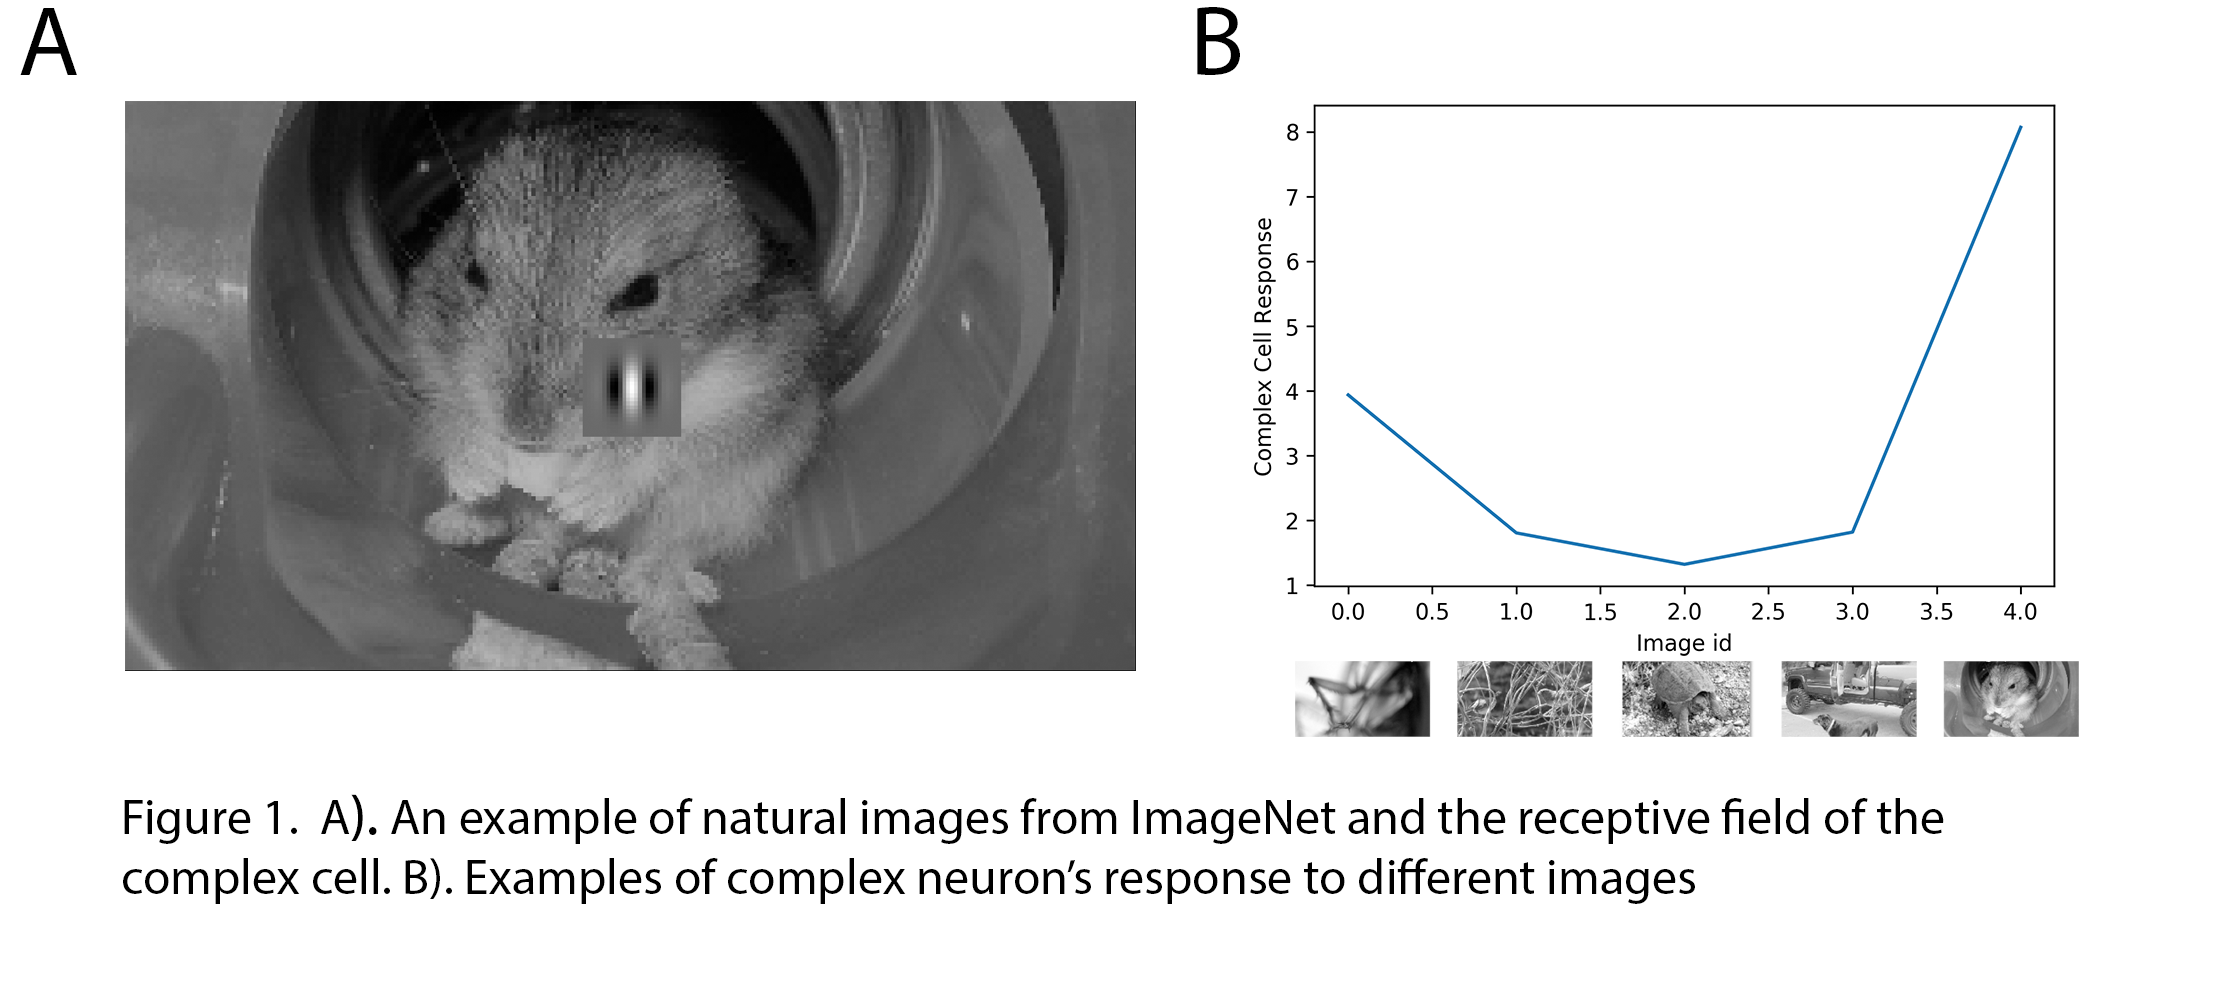 A
B
8
7
6
5
4
3
2
1
Complex Cell Response
0.0 0.5 1.0 1.5 2.0 2.5 3.0 3.5 4.0
Image id
Figure 1.  A). An example of natural images from ImageNet and the receptive field of the
complex cell. B). Examples of complex neuron’s response to different images